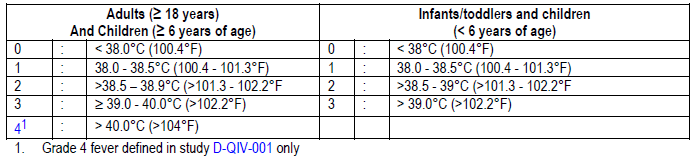 Adults (≥ 18 years)
And Children (≥ 6 years of age)
Infants/toddlers and children
(< 6 years of age)
0 : < 38.0°C (100.4°F) 0 : < 38°C (100.4°F)
1 : 38.0 - 38.5°C (100.4 - 101.3°F) 1 : 38.0 - 38.5°C (100.4 - 101.3°F)
2 : >38.5 – 38.9°C (>101.3 - 102.2°F 2 : >38.5 - 39°C (>101.3 - 102.2°F
3 : ≥ 39.0 - 40.0°C (>102.2°F) 3 : > 39.0°C (>102.2°F)
4¹ : > 40.0°C (>104°F)
1. Grade 4 fever defined in study D-QIV-001 only